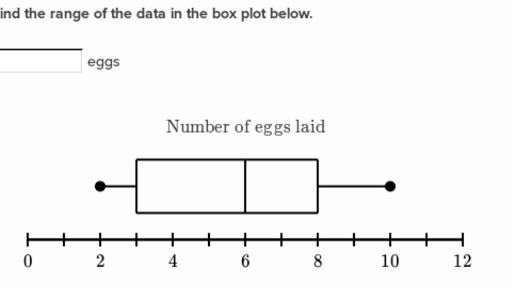 ind the range of the data in the box plot below.
eggs
Number of eggs laid
0 2 4 6 8 10 12